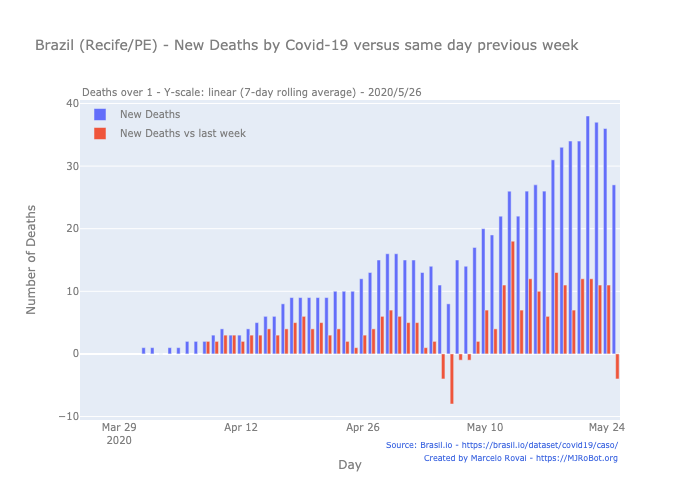 Brazil (Recife/PE) - New Deaths by Covid-19 versus same day previous week
Deaths over 1 - Y-scale: linear (7-day rolling average) - 2020/5/26
New Deaths
New Deaths vs last week
Number of Deaths
40
30
20
10
0
−10
Mar 29
2020
Apr 12
Apr 26
May 10
May 24
Day
Source: Brasil.io - https://brasil.io/dataset/covid19/caso/
Created by Marcelo Rovai - https://MJRoBot.org